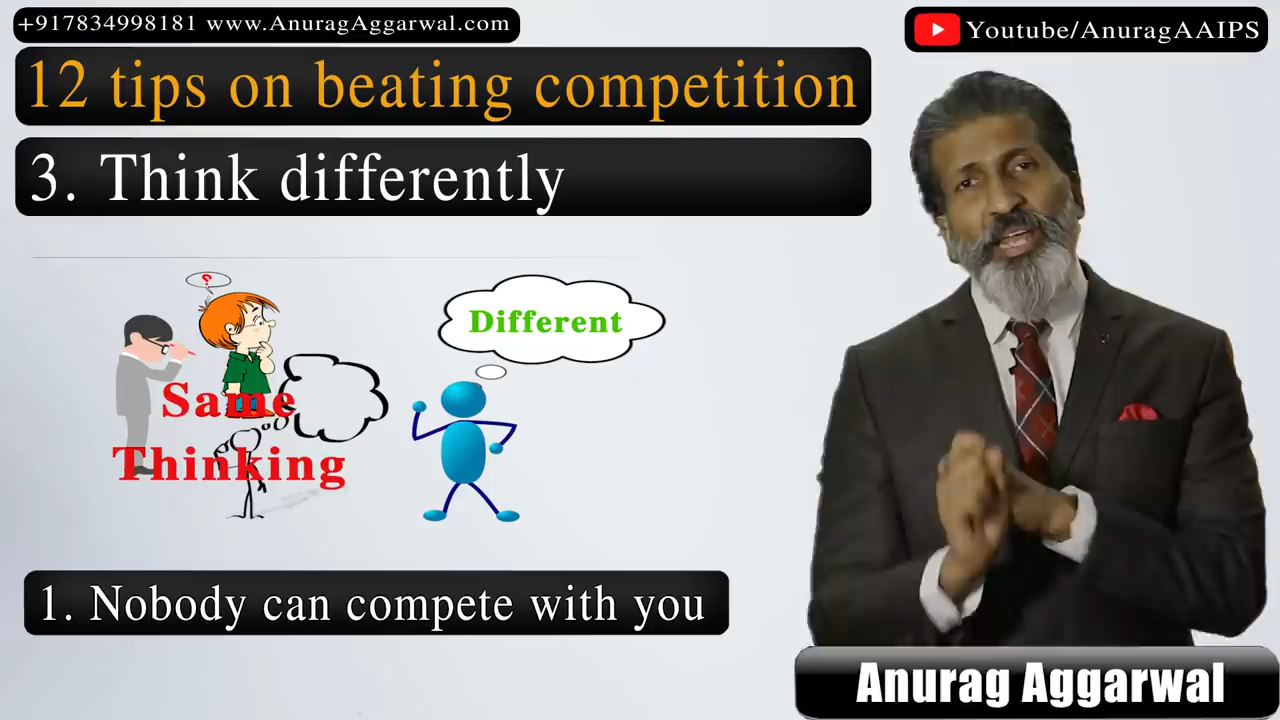 +917834998181 www.AnuragAggarwal.com
Youtube/AnuragAAIPS
12 tips on beating competition
3. Think differently
?
Different
Same
Thinking
1. Nobody can compete with you
Anurag Aggarwal